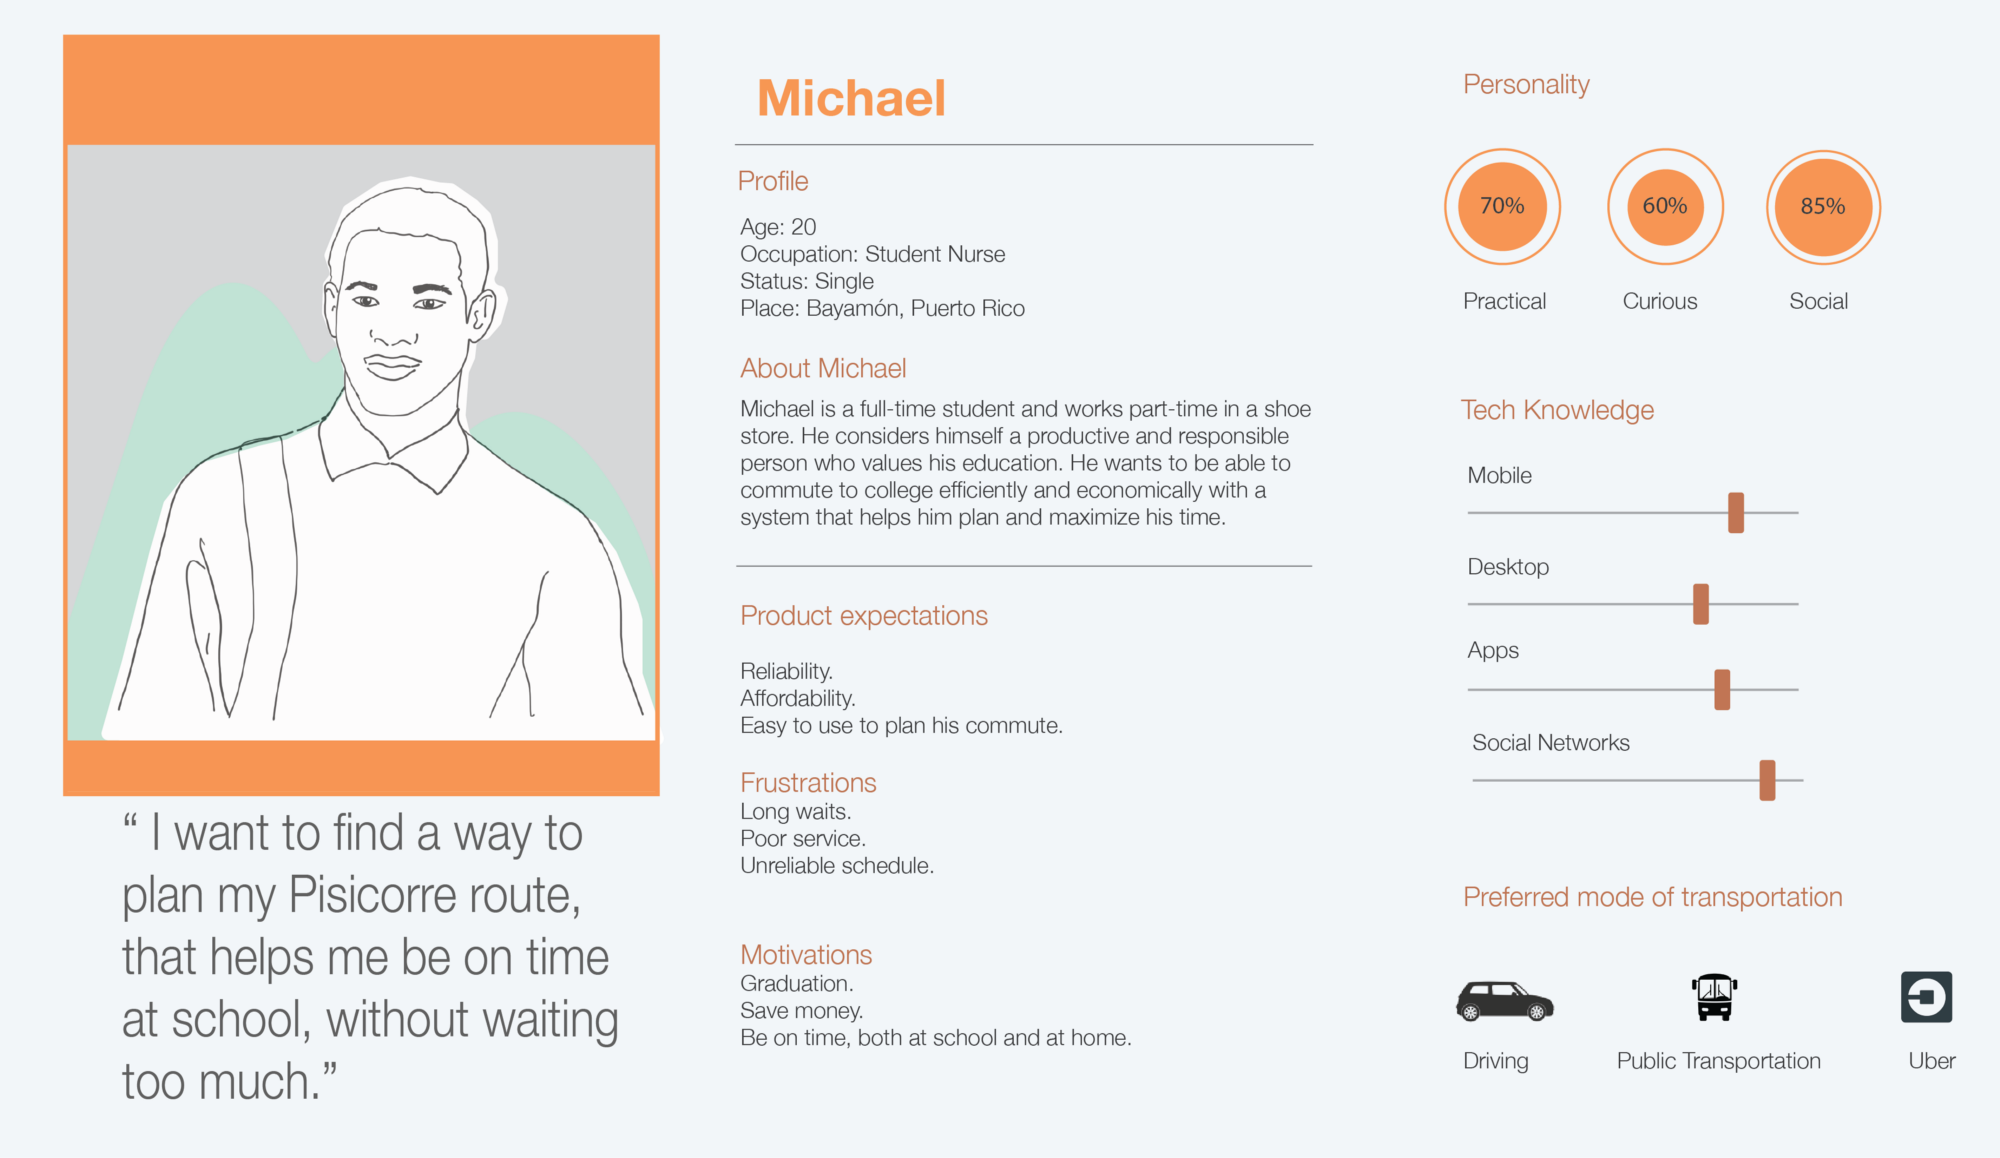 Michael
Profile
Age: 20
Occupation: Student Nurse
Status: Single
Place: Bayamón, Puerto Rico
About Michael
Michael is a full-time student and works part-time in a shoe
store. He considers himself a productive and responsible
person who values his education. He wants to be able to
commute to college efficiently and economically with a
system that helps him plan and maximize his time.
Product expectations
Reliability.
Affordability.
Easy to use to plan his commute.
Frustrations
Long waits.
Poor service.
Unreliable schedule.
Motivations
Graduation.
Save money.
Be on time, both at school and at home.
“ I want to find a way to
plan my Pisicorre route,
that helps me be on time
at school, without waiting
too much.”
Personality
70% 60% 85%
Practical Curious Social
Tech Knowledge
Mobile
Desktop
Apps
Social Networks
Preferred mode of transportation
Driving Public Transportation Uber